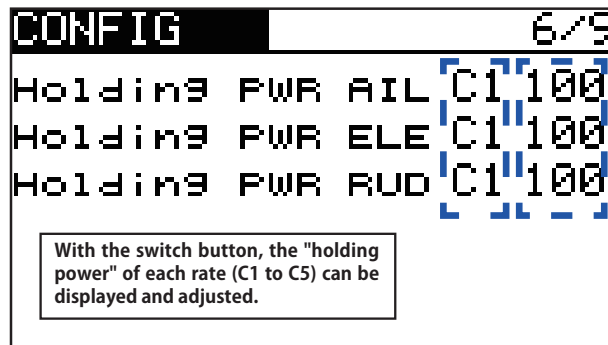 CONFIG 6/9
Holding PWR AIL C1 100
Holding PWR ELE C1 100
Holding PWR RUD C1 100
With the switch button, the "holding
power" of each rate (C1 to C5) can be
displayed and adjusted.